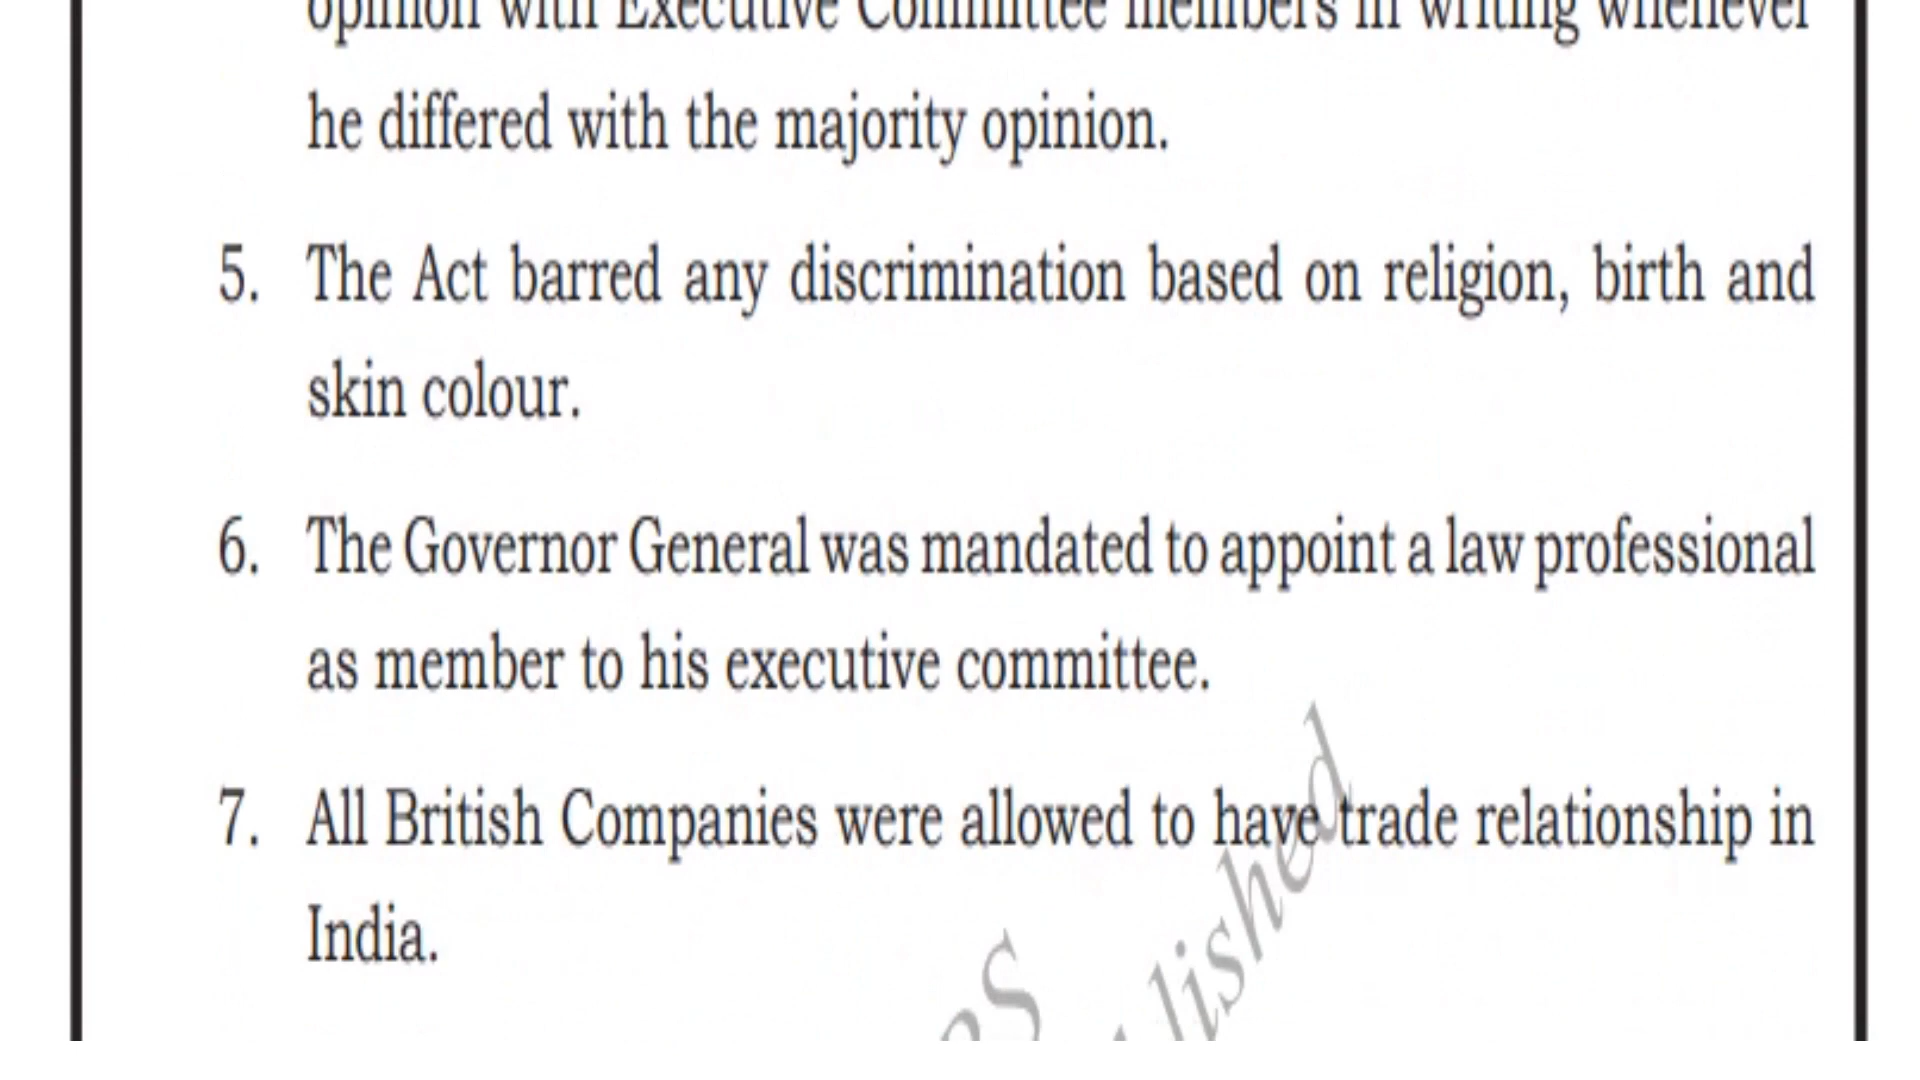 opinion with Executive Committee members in writing whenever
he differed with the majority opinion.
5. The Act barred any discrimination based on religion, birth and
skin colour.
6. The Governor General was mandated to appoint a law professional
as member to his executive committee.
7. All British Companies were allowed to have trade relationship in
India.